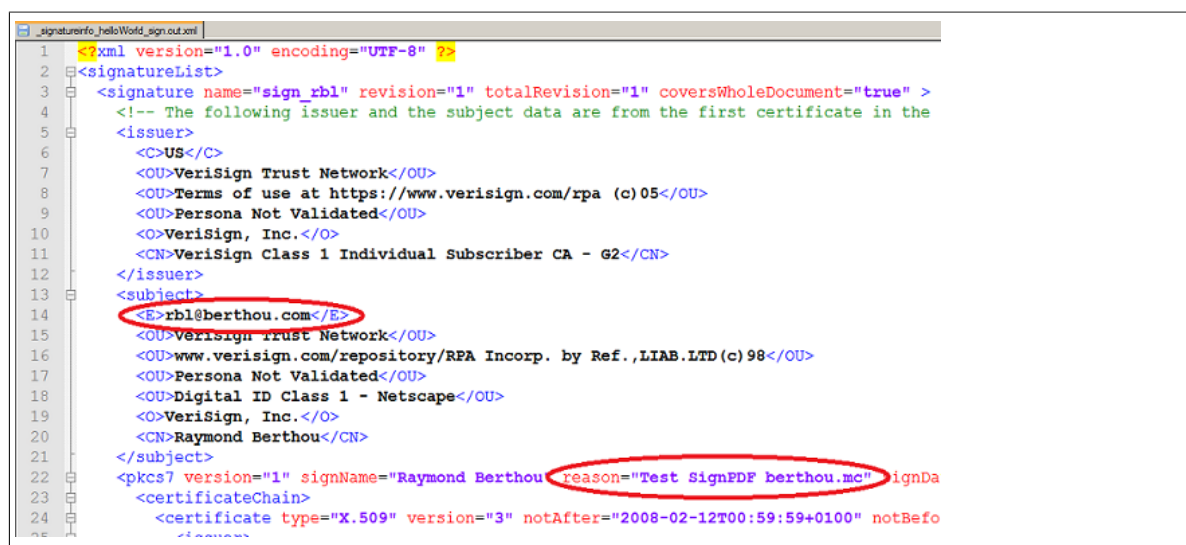 _signatureinfo_helloWorld_sign.out.xml
1 <?xml version="1.0" encoding="UTF-8" ?>
2 <signatureList>
3 <signature name="sign_rbl" revision="1" totalRevision="1" coversWholeDocument="true" >
4 <!-- The following issuer and the subject data are from the first certificate in the
5 <issuer>
6 <C>US</C>
7 <OU>VeriSign Trust Network</OU>
8 <OU>Terms of use at https://www.verisign.com/rpa (c)05</OU>
9 <OU>Persona Not Validated</OU>
10 <O>VeriSign, Inc.</O>
11 <CN>VeriSign Class 1 Individual Subscriber CA - G2</CN>
12 </issuer>
13 <subject>
14 <E>rbl@berthou.com</E>
15 <OU>VeriSign Trust Network</OU>
16 <OU>www.verisign.com/repository/RPA Incorp. by Ref.,LIAB.LTD(c)98</OU>
17 <OU>Persona Not Validated</OU>
18 <OU>Digital ID Class 1 - Netscape</OU>
19 <O>VeriSign, Inc.</O>
20 <CN>Raymond Berthou</CN>
21 </subject>
22 <pkcs7 version="1" signName="Raymond Berthou" reason="Test SignPDF berthou.mc" signDa
23 <certificateChain>
24 <certificate type="X.509" version="3" notAfter="2008-02-12T00:59:59+0100" notBefo
25 <issuer>